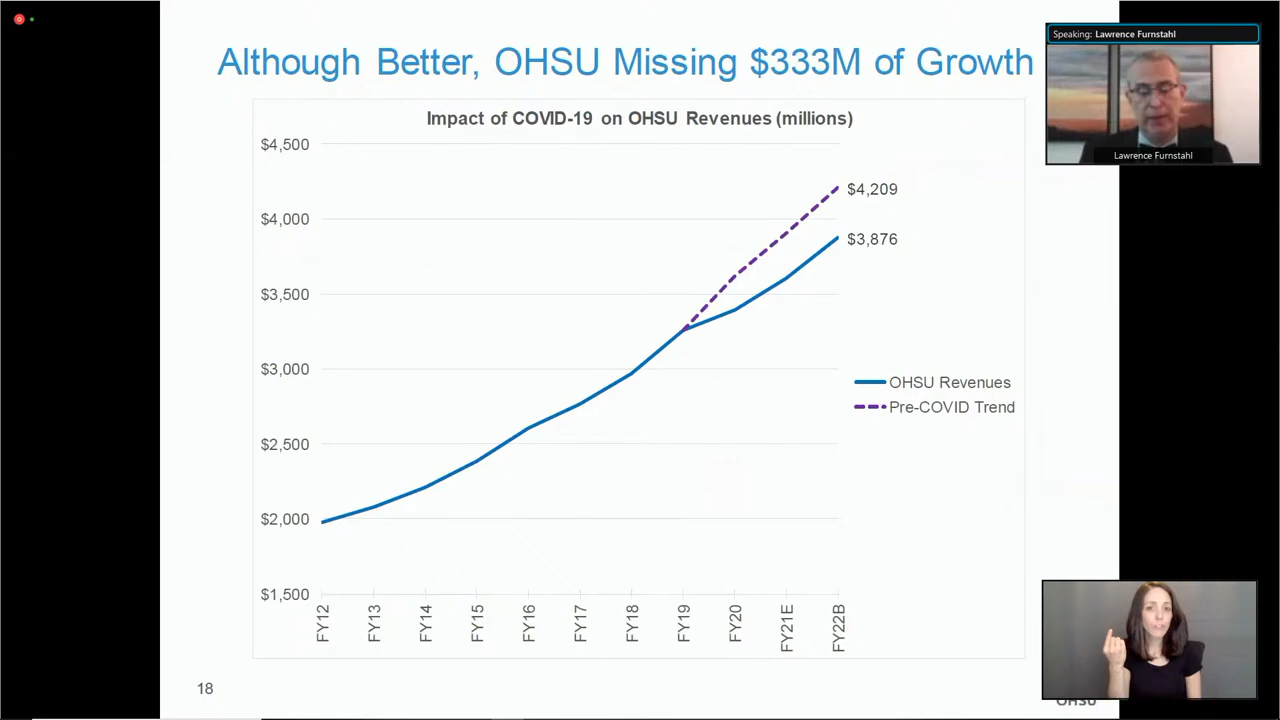 Although Better, OHSU Missing $333M of Growth
Speaking: Lawrence Furnstahl
Lawrence Furnstahl
Impact of COVID-19 on OHSU Revenues (millions)
$4,500
$4,000
$3,500
$3,000
$2,500
$2,000
$1,500
$4,209
$3,876
OHSU Revenues
Pre-COVID Trend
FY12
FY13
FY14
FY15
FY16
FY17
FY18
FY19
FY20
FY21E
FY22B
18
OHSU